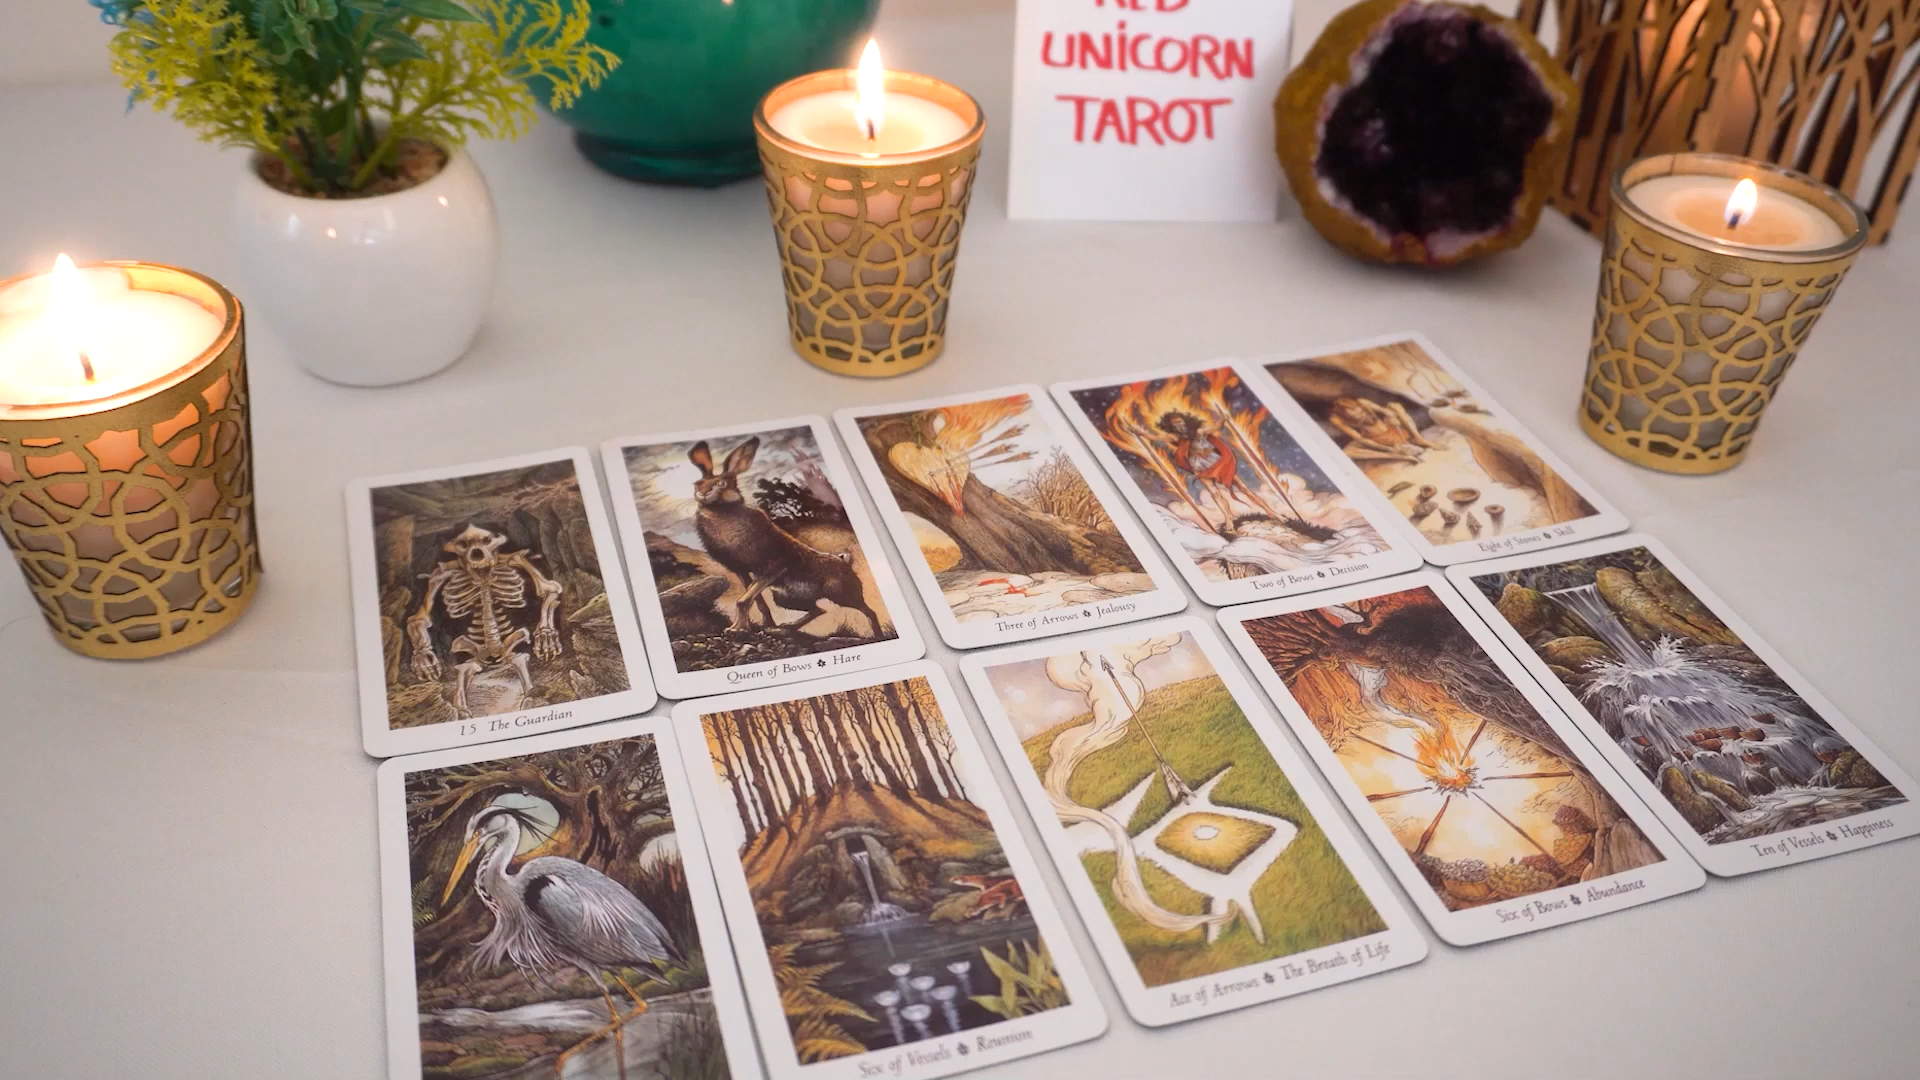 RED
UNICORN
TAROT
15 The Guardian
Queen of Bows ✽ Hare
Three of Arrows ✽ Jealousy
Two of Bows ✽ Decision
Eight of Stones ✽ Skill
Six of Vessels ✽ Reunion
Ace of Arrows ✽ The Breath of Life
Six of Bows ✽ Abundance
Ten of Vessels ✽ Happiness